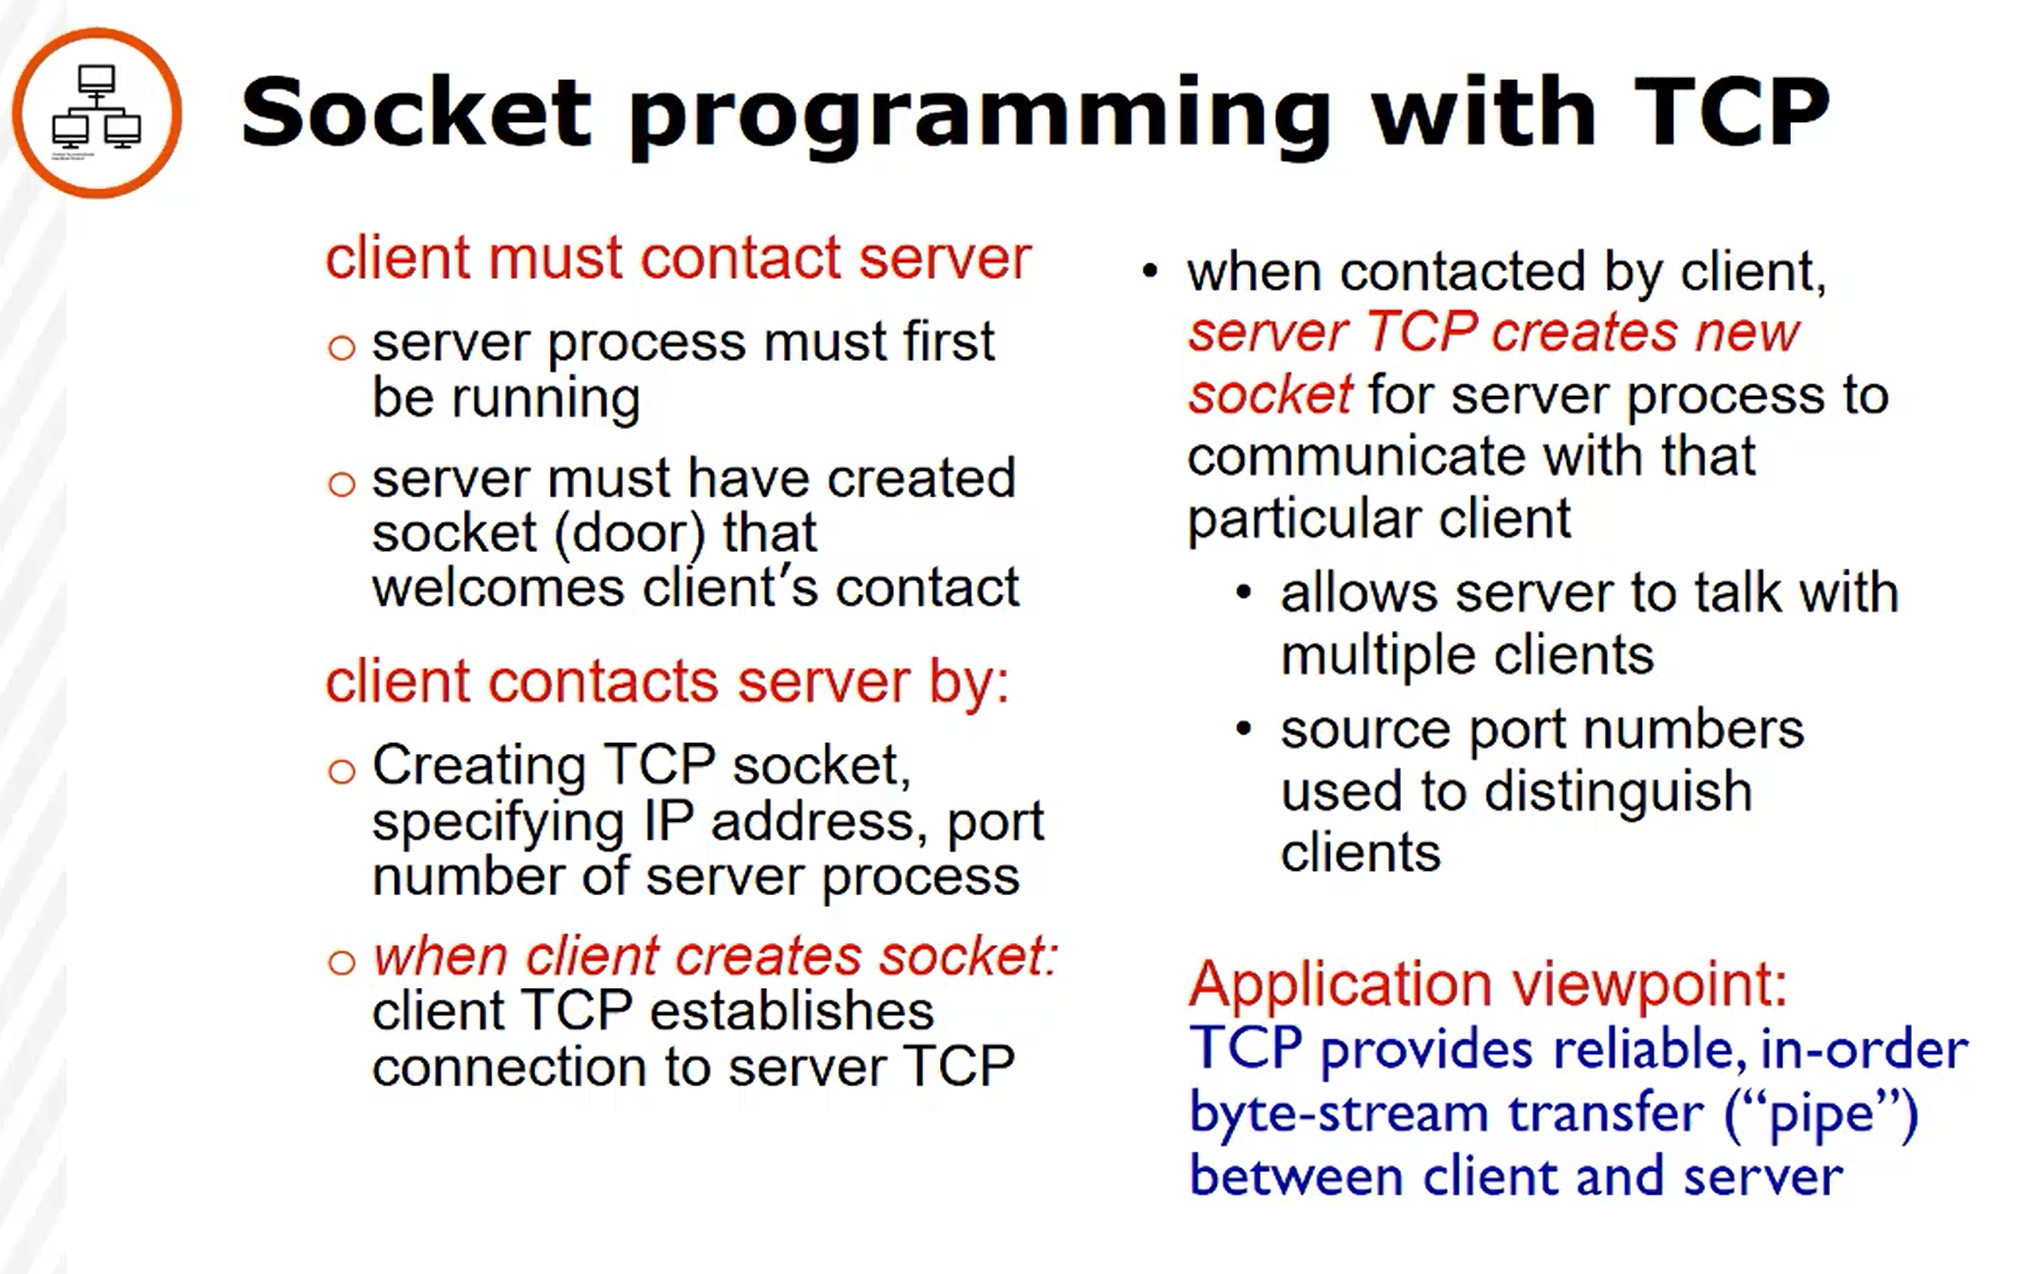 Socket programming with TCP
client must contact server
o server process must first
be running
o server must have created
socket (door) that
welcomes client’s contact
client contacts server by:
o Creating TCP socket,
specifying IP address, port
number of server process
o when client creates socket:
client TCP establishes
connection to server TCP
• when contacted by client,
server TCP creates new
socket for server process to
communicate with that
particular client
• allows server to talk with
multiple clients
• source port numbers
used to distinguish
clients
Application viewpoint:
TCP provides reliable, in-order
byte-stream transfer (“pipe”)
between client and server